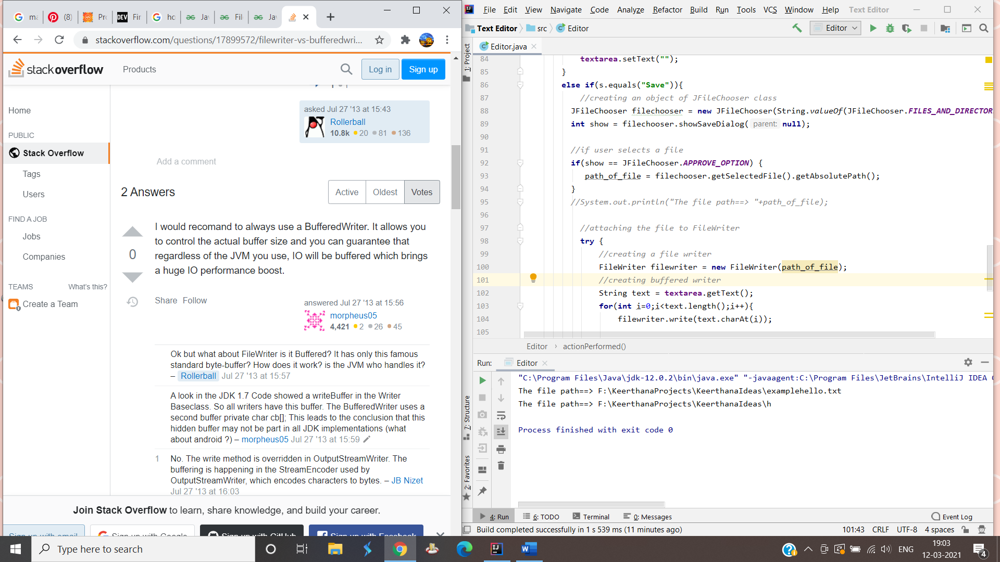 ma
(8)
Pr
DEV Fir
ho
Ja
Fil
Ja
stackoverflow.com/questions/17899572/filewriter-vs-bufferedwri...
stackoverflow
Products
Log in
Sign up
Home
PUBLIC
Stack Overflow
Tags
Users
FIND A JOB
Jobs
Companies
TEAMS
What's this?
Create a Team
asked Jul 27 '13 at 15:43
Rollerball
10.8k 20 81 136
Add a comment
2 Answers
Active Oldest Votes
I would recomand to always use a BufferedWriter. It allows you
to control the actual buffer size and you can guarantee that
regardless of the JVM you use, IO will be buffered which brings
a huge IO performance boost.
0
Share Follow
answered Jul 27 '13 at 15:56
morpheus05
4,421 2 26 45
Ok but what about FileWriter is it Buffered? It has only this famous
standard byte-buffer? How does it work? is the JVM who handles it?
– Rollerball Jul 27 '13 at 15:57
A look in the JDK 1.7 Code showed a writeBuffer in the Writer
Baseclass. So all writers have this buffer. The BufferedWriter uses a
second buffer private char cb[]; This leads to the conclusion that this
hidden buffer may not be part in all JDK implementations (what
about android ?) – morpheus05 Jul 27 '13 at 15:59
1 No. The write method is overridden in OutputStreamWriter. The
buffering is happening in the StreamEncoder used by
OutputStreamWriter, which encodes characters to bytes. – JB Nizet
Jul 27 '13 at 16:03
Join Stack Overflow to learn, share knowledge, and build your career.
Sign up with email
Sign up with Google
Sign up with GitHub
Sign up with Facebook
File Edit View Navigate Code Analyze Refactor Build Run Tools VCS Window Help Text Editor
Text Editor src Editor
Editor
Editor.java
1: Project
7: Structure
2: Favorites
84 textarea.setText("");
85 }
86 else if(s.equals("Save")){
87 //creating an object of JFileChooser class
88 JFileChooser filechooser = new JFileChooser(String.valueOf(JFileChooser.FILES_AND_DIRECTOR
89 int show = filechooser.showSaveDialog( parent: null);
90
91 //if user selects a file
92 if(show == JFileChooser.APPROVE_OPTION) {
93 path_of_file = filechooser.getSelectedFile().getAbsolutePath();
94 }
95 //System.out.println("The file path==> "+path_of_file);
96
97 //attaching the file to FileWriter
98 try {
99 //creating a file writer
100 FileWriter filewriter = new FileWriter(path_of_file);
101 //creating buffered writer
102 String text = textarea.getText();
103 for(int i=0;i<text.length();i++){
104 filewriter.write(text.charAt(i));
105
Editor › actionPerformed()
Run: Editor
"C:\Program Files\Java\jdk-12.0.2\bin\java.exe" "-javaagent:C:\Program Files\JetBrains\IntelliJ IDEA C
The file path==> F:\KeerthanaProjects\KeerthanaIdeas\examplehello.txt
The file path==> F:\KeerthanaProjects\KeerthanaIdeas\h
Process finished with exit code 0
4: Run 6: TODO Terminal 0: Messages Event Log
Build completed successfully in 1 s 539 ms (11 minutes ago)
101:43 CRLF UTF-8 4 spaces
Type here to search
ENG
19:03
12-03-2021
4